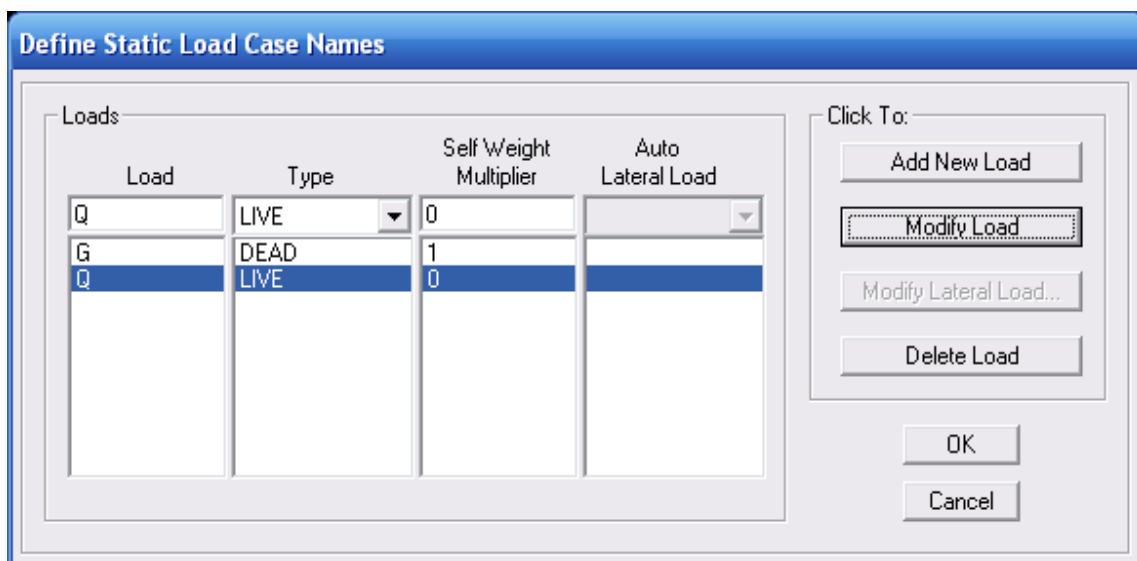 Define Static Load Case Names
Loads
Click To:
Load Type Self Weight Multiplier Auto Lateral Load
Q LIVE 0
G DEAD 1
Q LIVE 0
Add New Load
Modify Load
Modify Lateral Load...
Delete Load
OK
Cancel